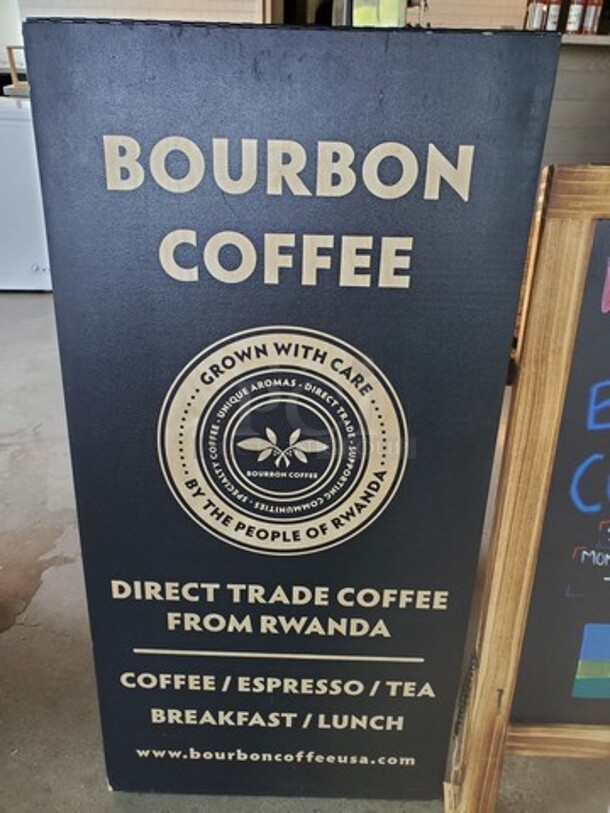 BOURBON
COFFEE
GROWN WITH CARE
BY THE PEOPLE OF RWANDA
UNIQUE AROMAS - DIRECT TRADE - SUPPORTING COMMUNITIES - SPECIALTY COFFEE -
BOURBON COFFEE
DIRECT TRADE COFFEE
FROM RWANDA
COFFEE / ESPRESSO / TEA
BREAKFAST / LUNCH
www.bourboncoffeeusa.com